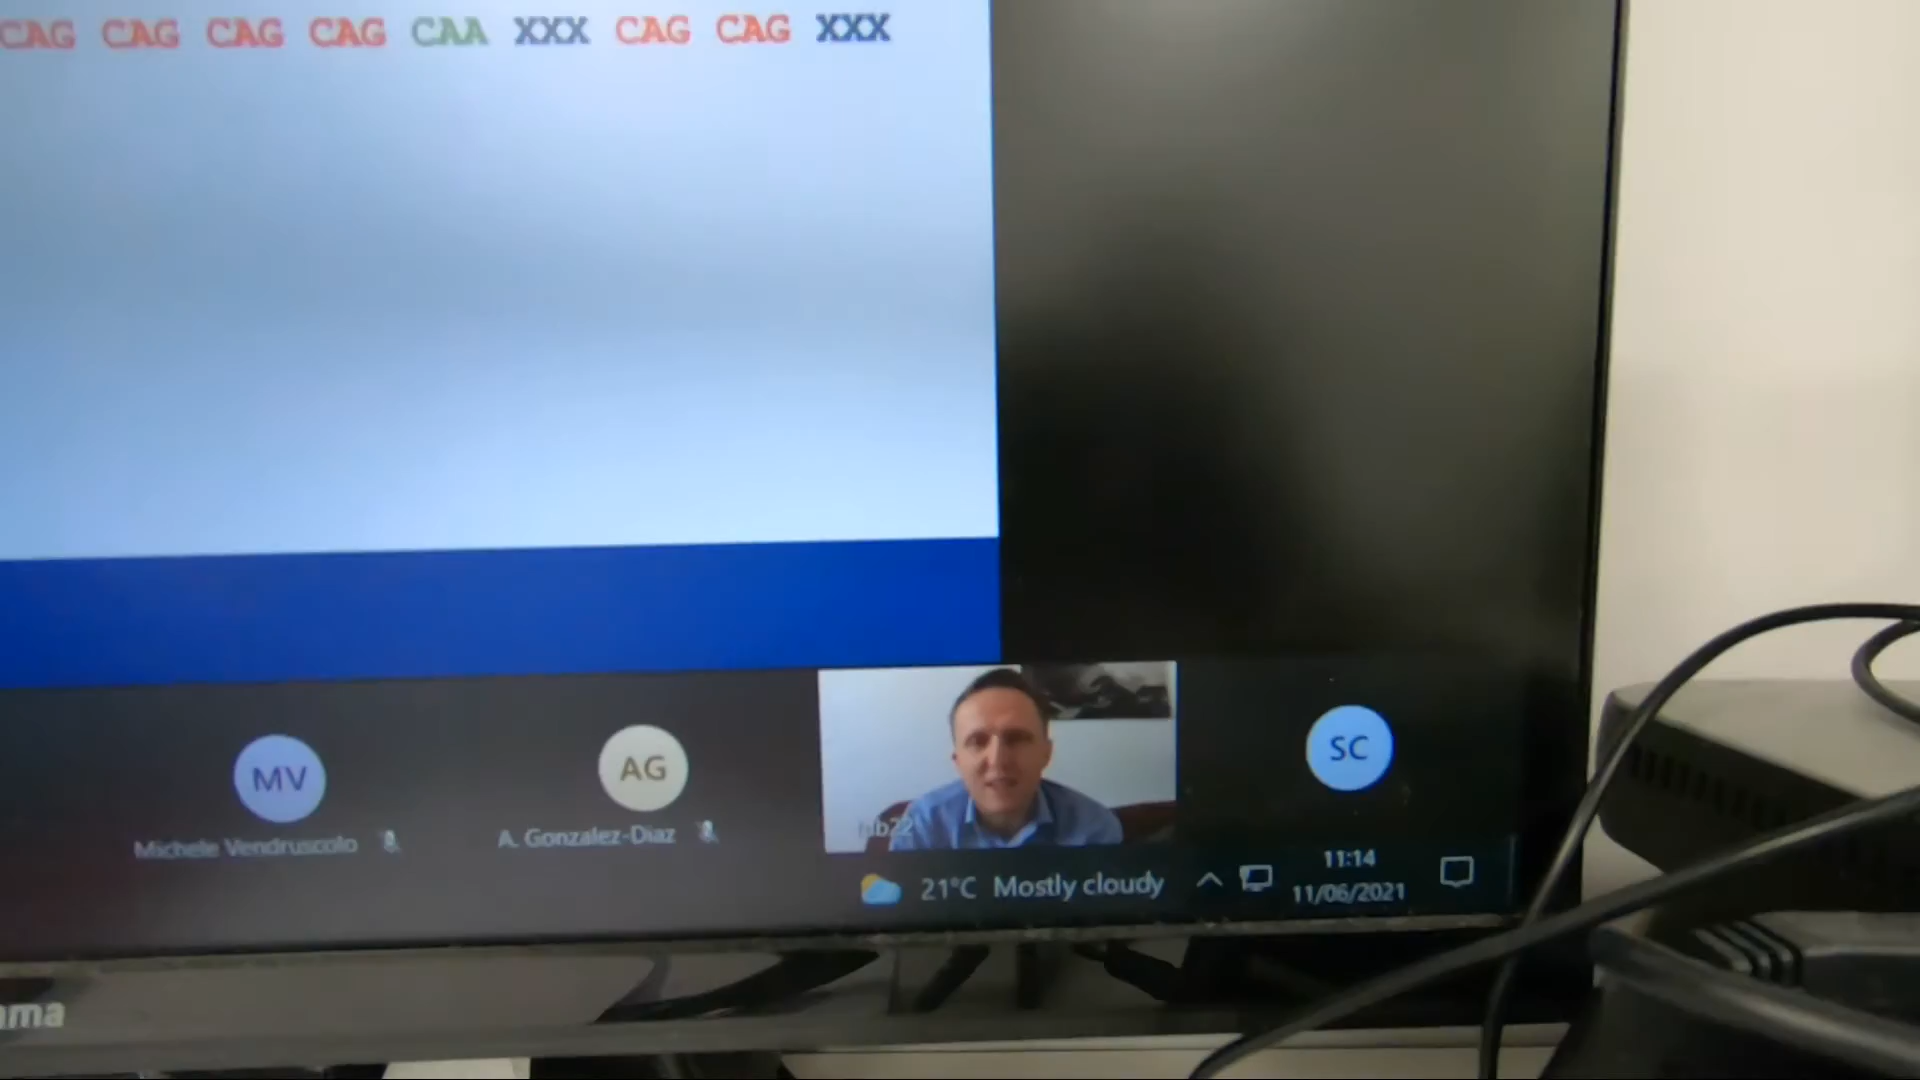 CAG CAG CAG CAG CAA XXX CAG CAG XXX
MV
Michele Vendruscolo
AG
A. Gonzalez-Diaz
SC
21°C Mostly cloudy
11:14
11/06/2021